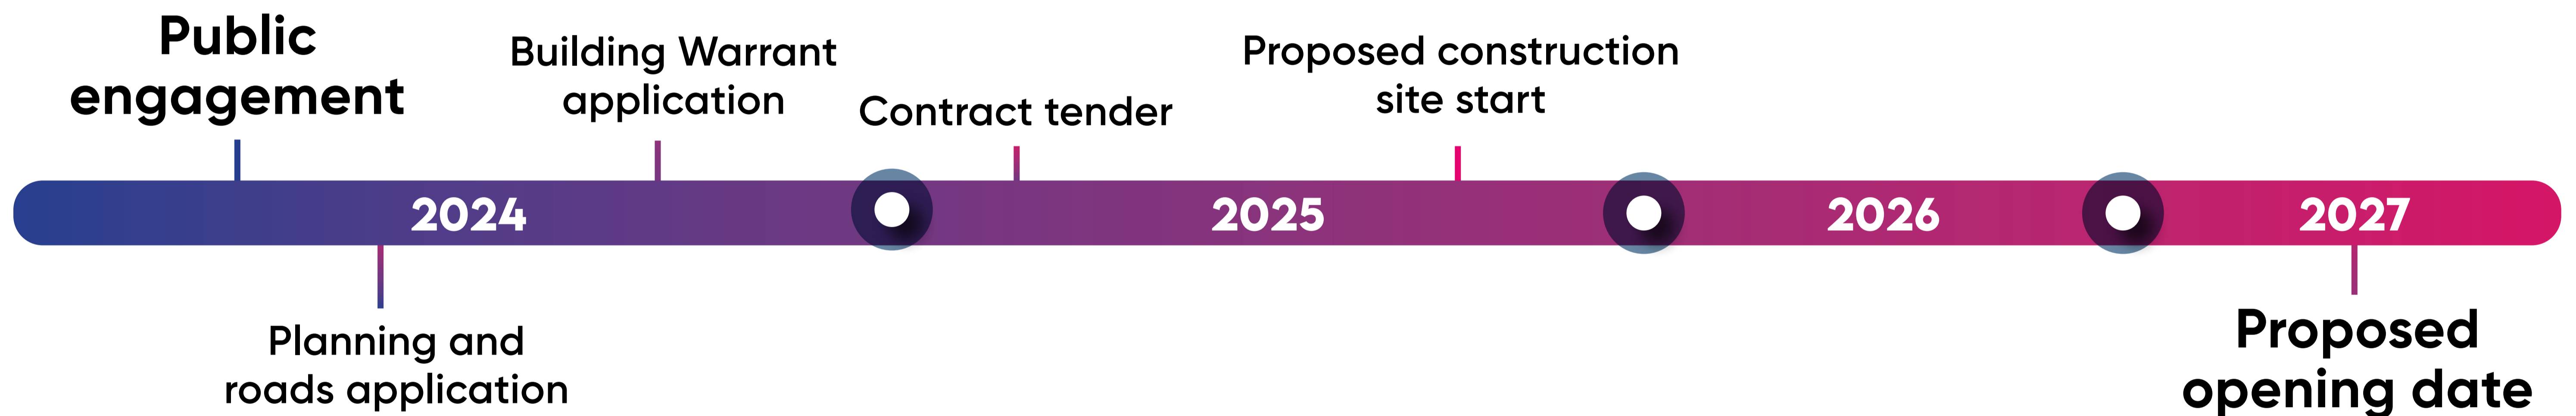 Public
engagement
Building Warrant
application
Contract tender
Proposed construction
site start
2024
2025
2026
2027
Planning and
roads application
Proposed
opening date